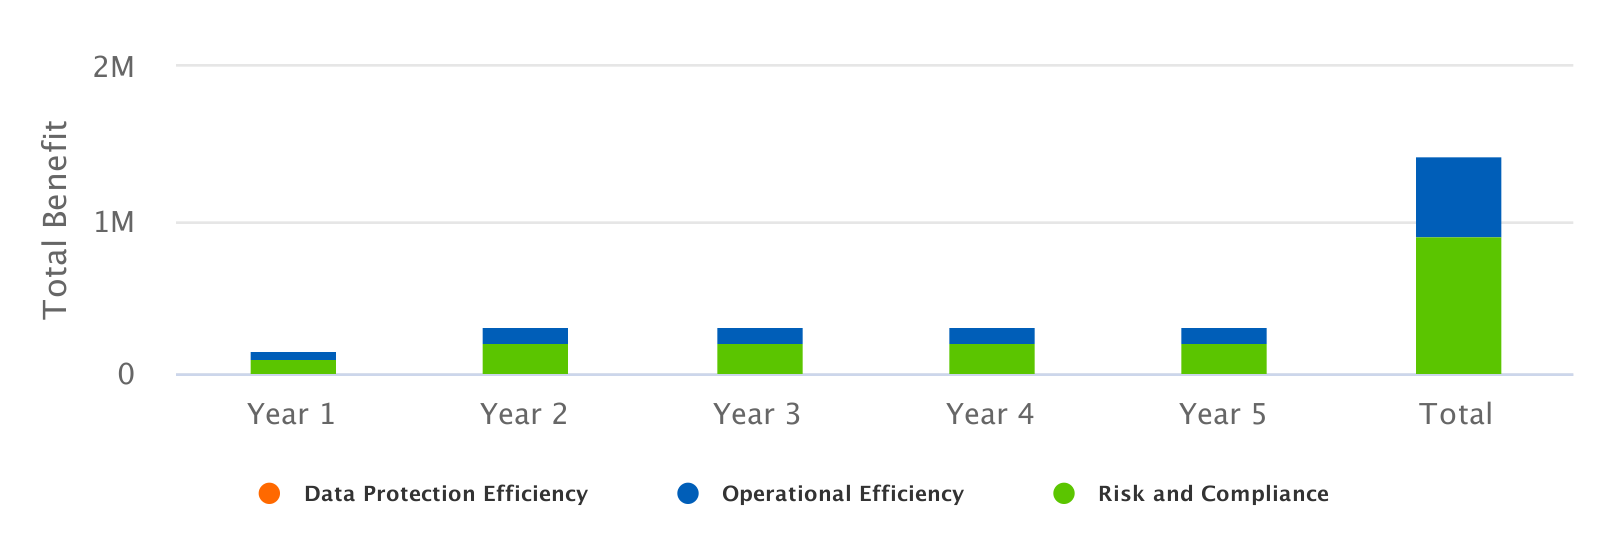 2M
1M
0
Total Benefit
Year 1 Year 2 Year 3 Year 4 Year 5 Total
Data Protection Efficiency Operational Efficiency Risk and Compliance